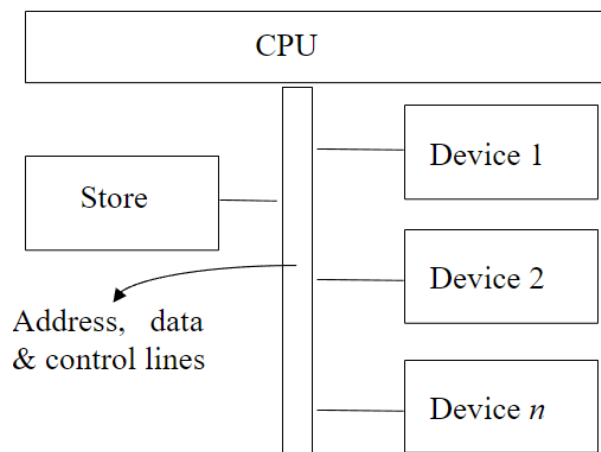 CPU
Device 1
Store
Device 2
Address, data
& control lines
Device n